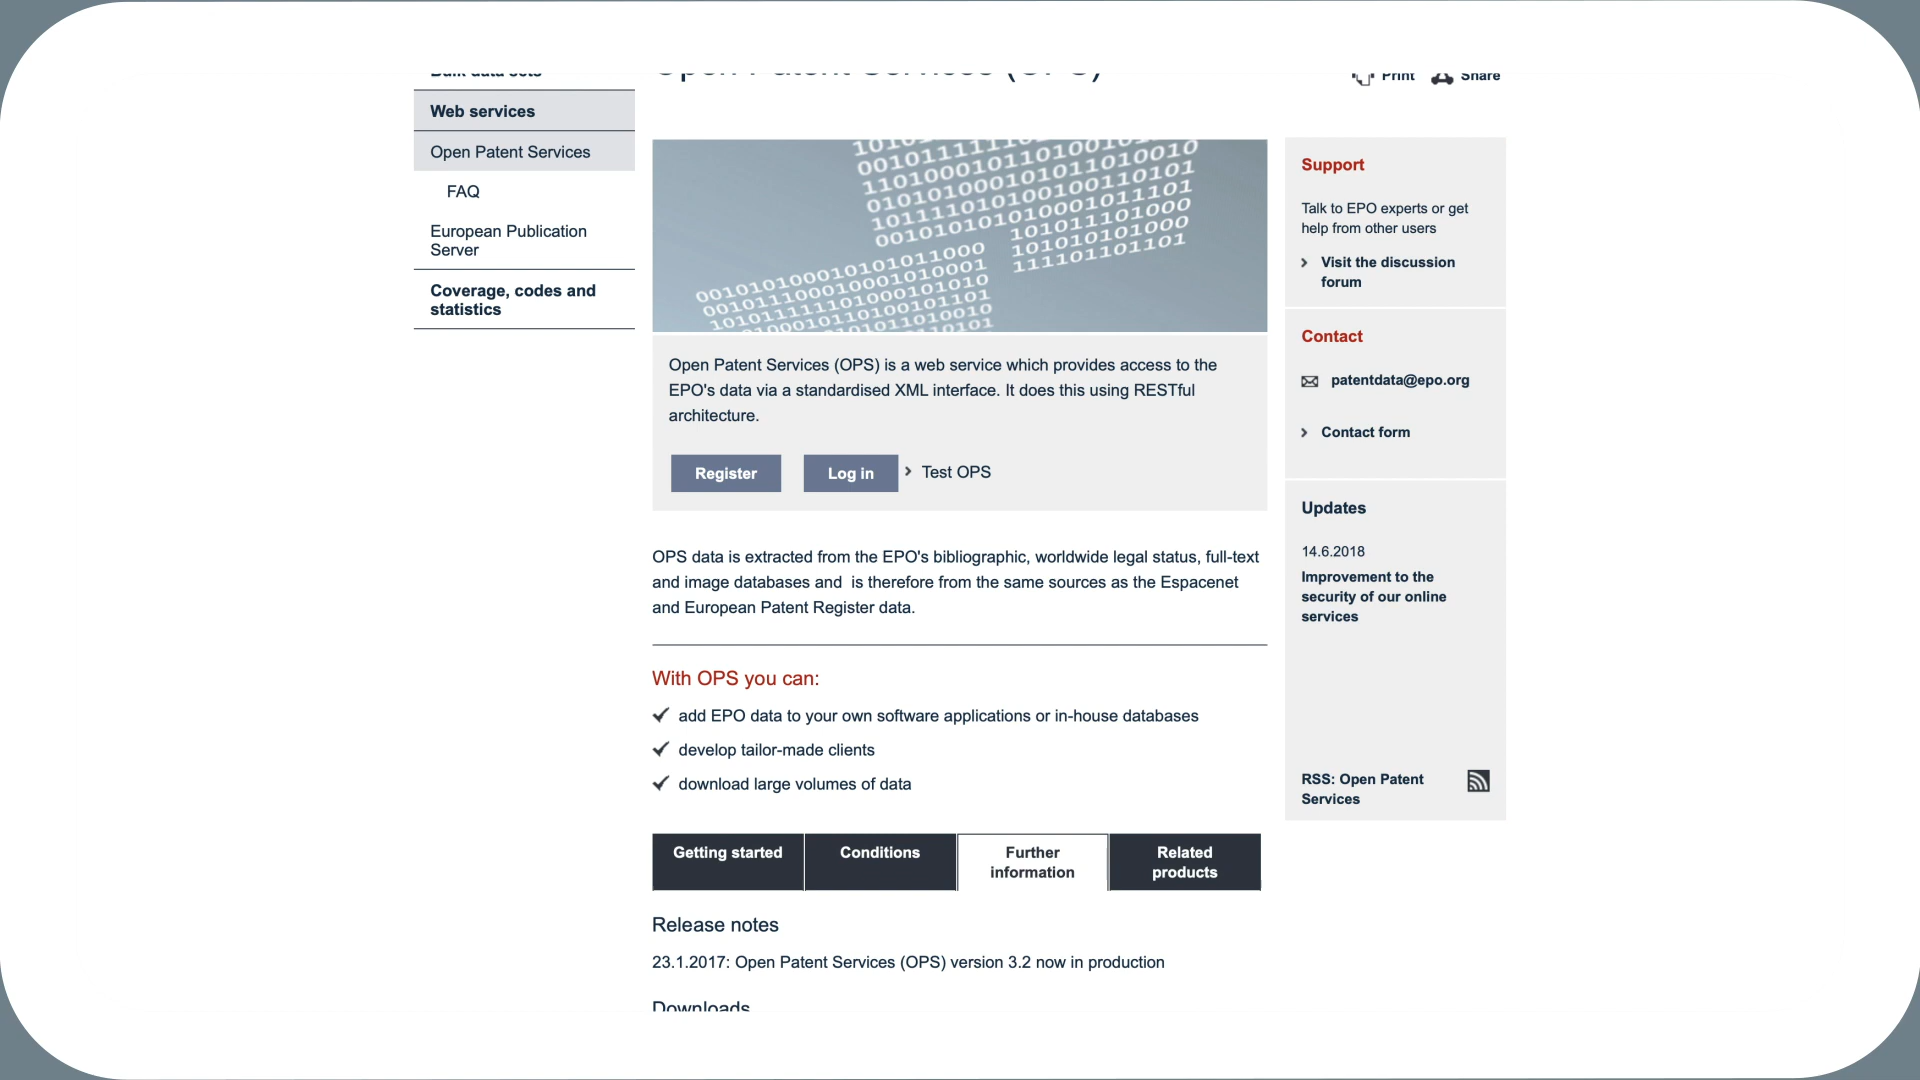 Bulk data sets
Web services
Open Patent Services
FAQ
European Publication
Server
Coverage, codes and
statistics
Open Patent Services (OPS)
Print
Share
Open Patent Services (OPS) is a web service which provides access to the
EPO's data via a standardised XML interface. It does this using RESTful
architecture.
Register
Log in
Test OPS
OPS data is extracted from the EPO's bibliographic, worldwide legal status, full-text
and image databases and is therefore from the same sources as the Espacenet
and European Patent Register data.
With OPS you can:
add EPO data to your own software applications or in-house databases
develop tailor-made clients
download large volumes of data
Getting started
Conditions
Further
information
Related
products
Release notes
23.1.2017: Open Patent Services (OPS) version 3.2 now in production
Downloads
Support
Talk to EPO experts or get
help from other users
Visit the discussion
forum
Contact
patentdata@epo.org
Contact form
Updates
14.6.2018
Improvement to the
security of our online
services
RSS: Open Patent
Services